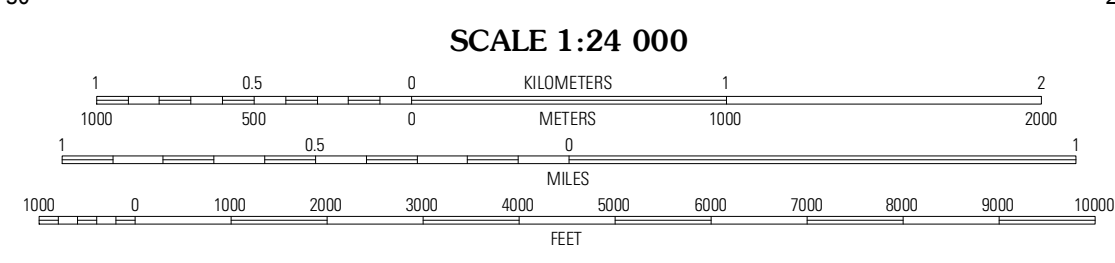 SCALE 1:24 000
1 0.5 0 KILOMETERS 1 2
1000 500 0 METERS 1000 2000
1 0.5 0 1
MILES
1000 0 1000 2000 3000 4000 5000 6000 7000 8000 9000 10000
FEET